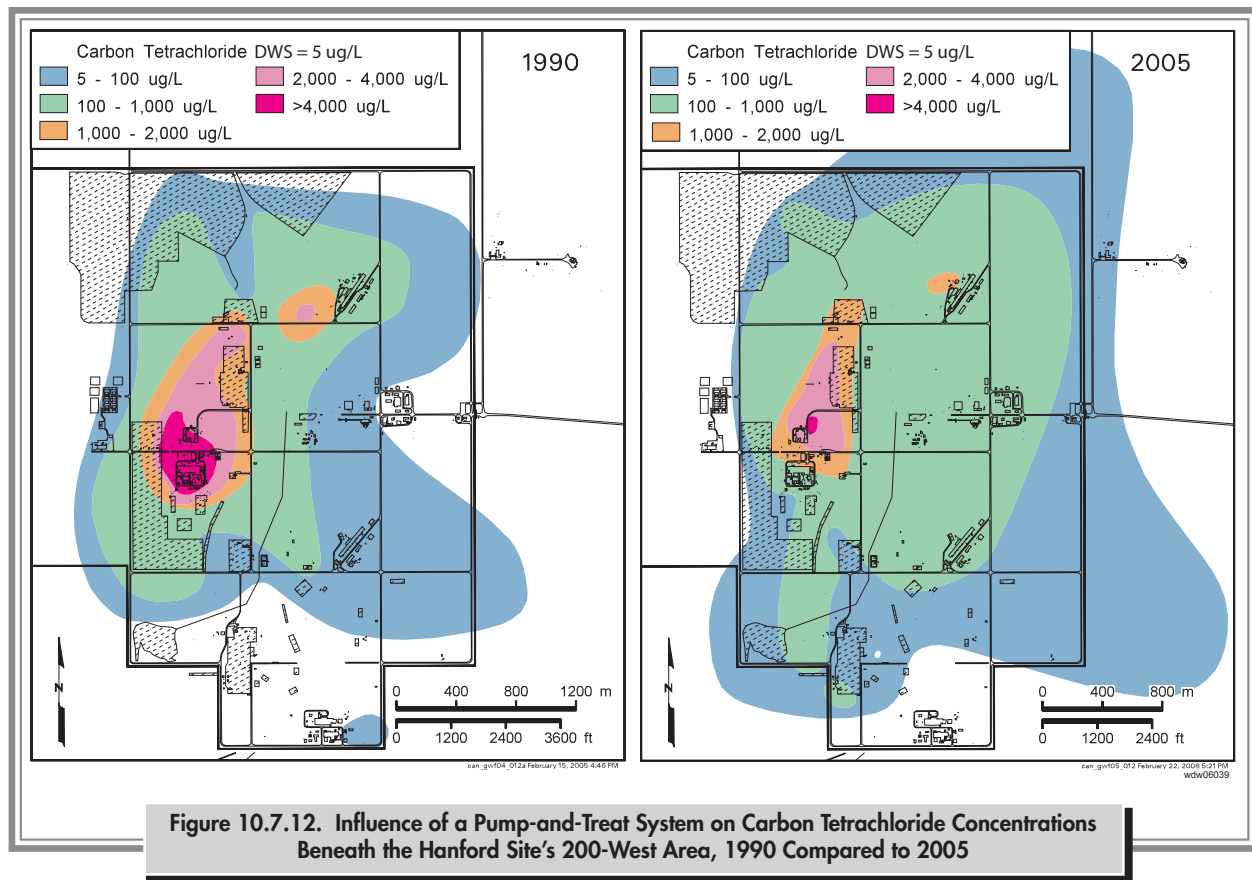 Carbon Tetrachloride DWS = 5 ug/L
5 - 100 ug/L
2,000 - 4,000 ug/L
100 - 1,000 ug/L
>4,000 ug/L
1,000 - 2,000 ug/L
1990
N
0 400 800 1200 m
0 1200 2400 3600 ft
can_gwf04_012a February 15, 2005 4:46 PM
Carbon Tetrachloride DWS = 5 ug/L
5 - 100 ug/L
2,000 - 4,000 ug/L
100 - 1,000 ug/L
>4,000 ug/L
1,000 - 2,000 ug/L
2005
N
0 400 800 m
0 1200 2400 ft
can_gwf05_012 February 22, 2006 5:21 PM
wdw06039
Figure 10.7.12. Influence of a Pump-and-Treat System on Carbon Tetrachloride Concentrations
Beneath the Hanford Site's 200-West Area, 1990 Compared to 2005